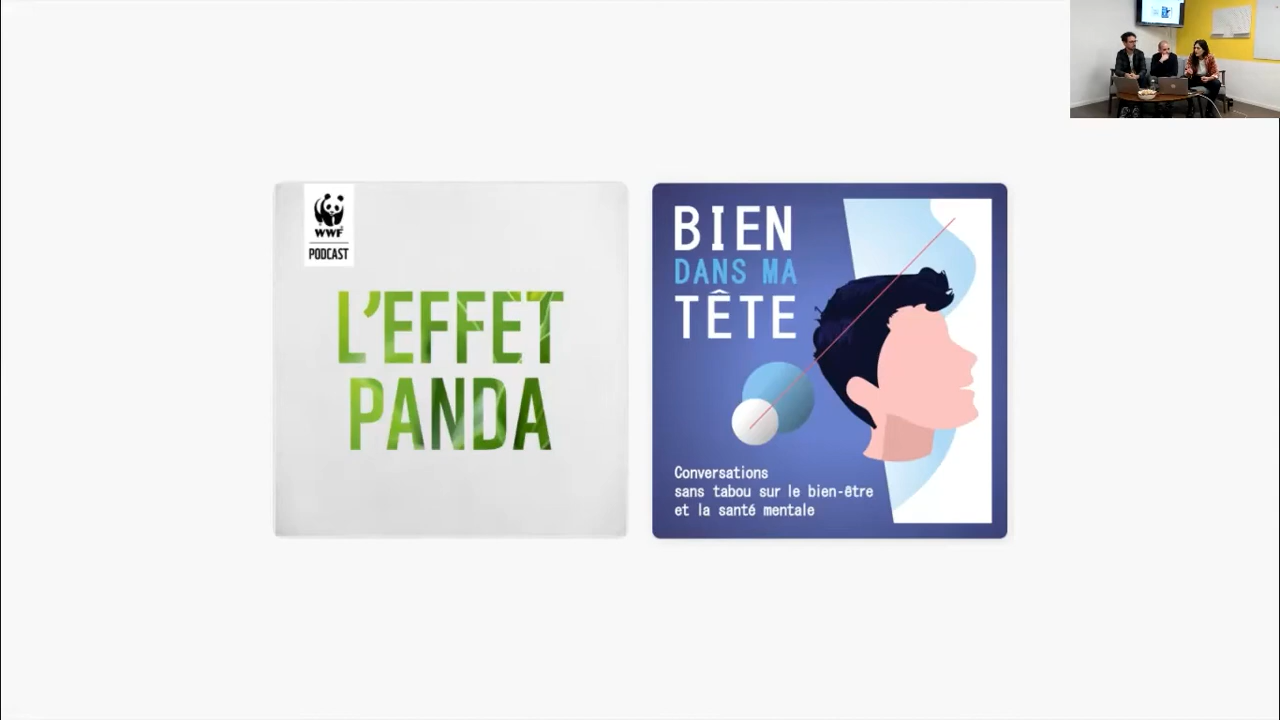 WWF
PODCAST
L'EFFET
PANDA
BIEN
DANS MA
TÊTE
Conversations
sans tabou sur le bien-être
et la santé mentale